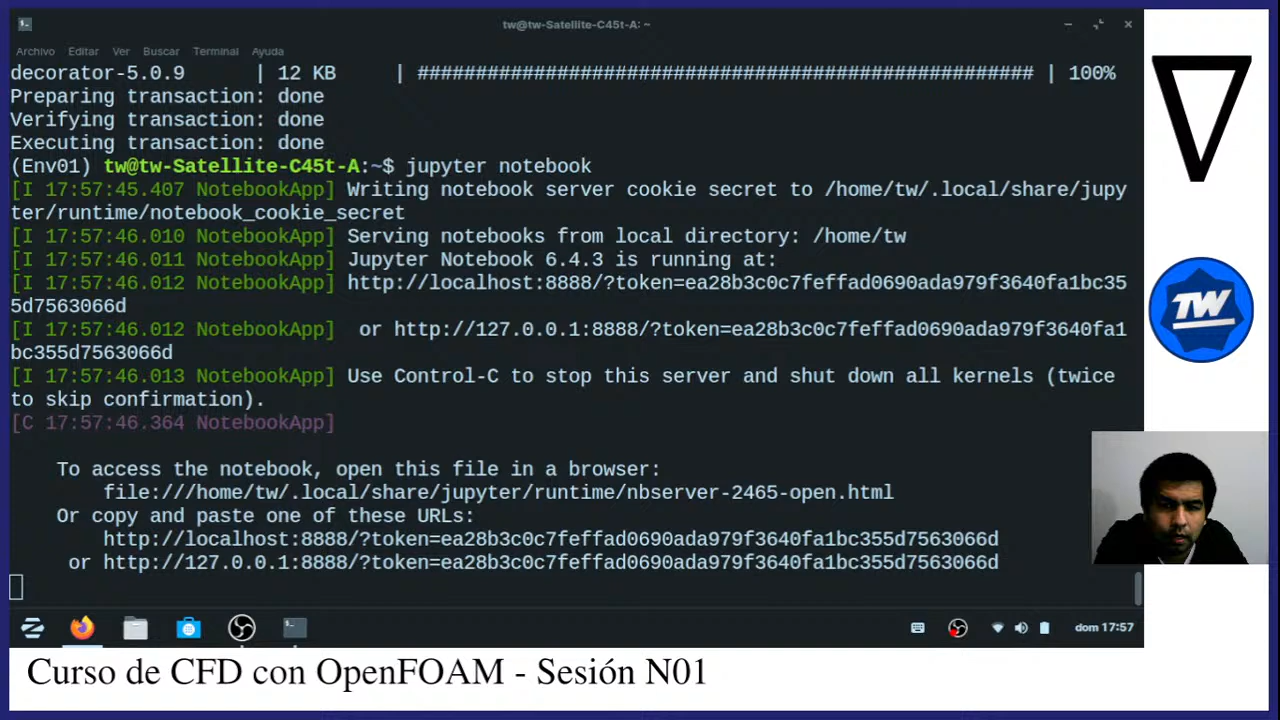 tw@tw-Satellite-C45t-A: ~
Archivo Editar Ver Buscar Terminal Ayuda
decorator-5.0.9 | 12 KB | ##################################################### | 100%
Preparing transaction: done
Verifying transaction: done
Executing transaction: done
(Env01) tw@tw-Satellite-C45t-A:~$ jupyter notebook
[I 17:57:45.407 NotebookApp] Writing notebook server cookie secret to /home/tw/.local/share/jupy
ter/runtime/notebook_cookie_secret
[I 17:57:46.010 NotebookApp] Serving notebooks from local directory: /home/tw
[I 17:57:46.011 NotebookApp] Jupyter Notebook 6.4.3 is running at:
[I 17:57:46.012 NotebookApp] http://localhost:8888/?token=ea28b3c0c7feffad0690ada979f3640fa1bc35
5d7563066d
[I 17:57:46.012 NotebookApp]  or http://127.0.0.1:8888/?token=ea28b3c0c7feffad0690ada979f3640fa1
bc355d7563066d
[I 17:57:46.013 NotebookApp] Use Control-C to stop this server and shut down all kernels (twice
to skip confirmation).
[C 17:57:46.364 NotebookApp]
To access the notebook, open this file in a browser:
file:///home/tw/.local/share/jupyter/runtime/nbserver-2465-open.html
Or copy and paste one of these URLs:
http://localhost:8888/?token=ea28b3c0c7feffad0690ada979f3640fa1bc355d7563066d
or http://127.0.0.1:8888/?token=ea28b3c0c7feffad0690ada979f3640fa1bc355d7563066d
TW
dom 17:57
Curso de CFD con OpenFOAM - Sesión N01